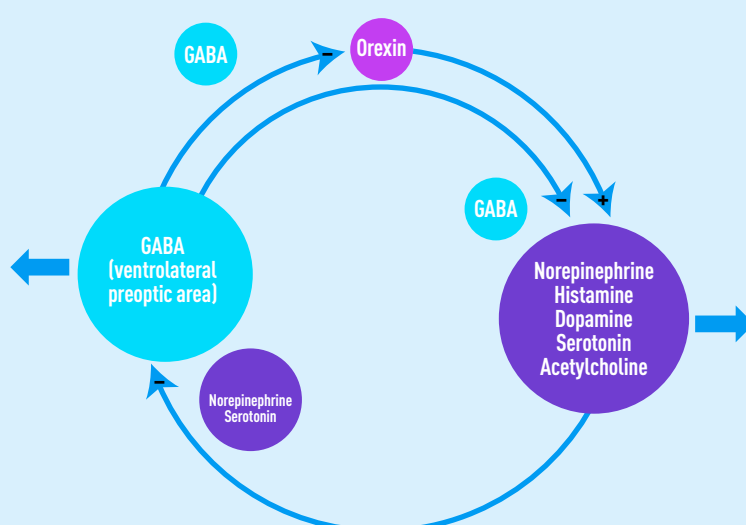 GABA
Orexin
GABA
GABA
(ventrolateral
preoptic area)
Norepinephrine
Histamine
Dopamine
Serotonin
Acetylcholine
Norepinephrine
Serotonin
-
-
+
-